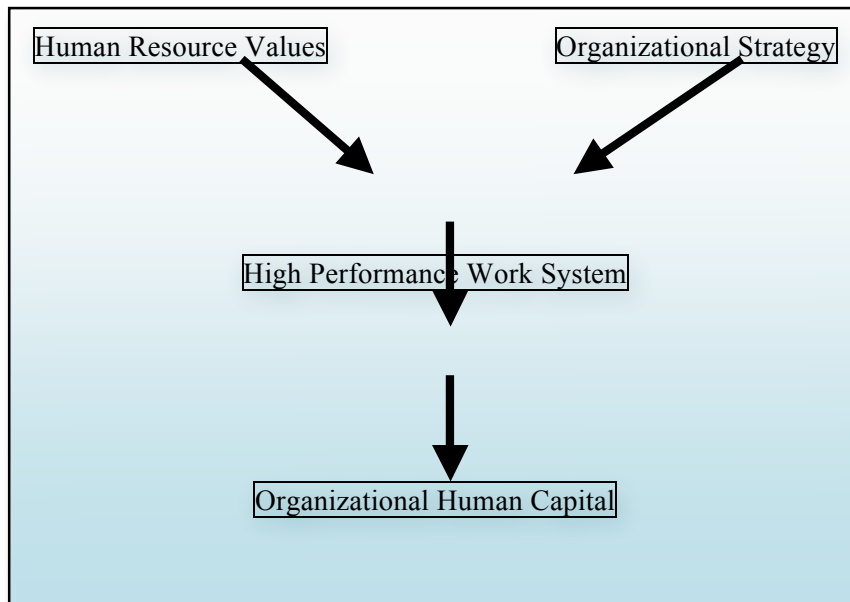 Human Resource Values
Organizational Strategy
High Performance Work System
Organizational Human Capital